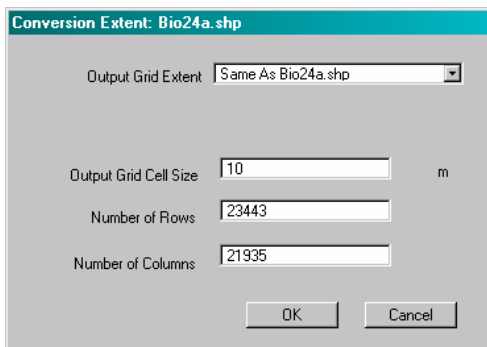 Conversion Extent: Bio24a.shp
Output Grid Extent Same As Bio24a.shp
Output Grid Cell Size 10 m
Number of Rows 23443
Number of Columns 21935
OK Cancel